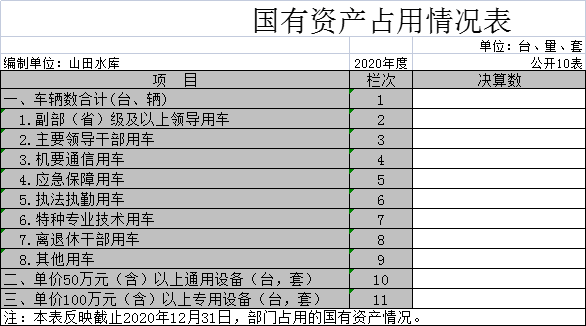 国有资产占用情况表
单位：台、量、套
编制单位：山田水库 2020年度 公开10表
项 目 栏次 决算数
一、车辆数合计(台、辆) 1
1.副部（省）级及以上领导用车 2
2.主要领导干部用车 3
3.机要通信用车 4
4.应急保障用车 5
5.执法执勤用车 6
6.特种专业技术用车 7
7.离退休干部用车 8
8.其他用车 9
二、单价50万元（含）以上通用设备（台，套） 10
三、单价100万元（含）以上专用设备（台，套） 11
注：本表反映截止2020年12月31日，部门占用的国有资产情况。